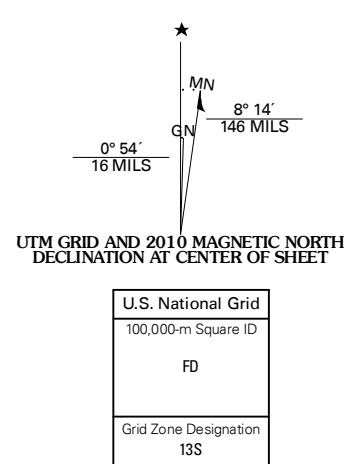 MN
8° 14´
146 MILS
GN
0° 54´
16 MILS
UTM GRID AND 2010 MAGNETIC NORTH
DECLINATION AT CENTER OF SHEET
U.S. National Grid
100,000-m Square ID
FD
Grid Zone Designation
13S